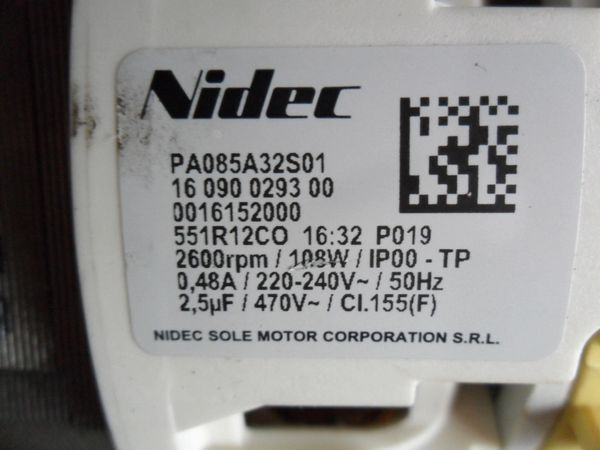 Nidec
PA085A32S01
16 090 0293 00
0016152000
551R12CO 16:32 P019
2600rpm / 108W / IP00 - TP
0,48A / 220-240V~ / 50Hz
2,5µF / 470V~ / Cl.155(F)
NIDEC SOLE MOTOR CORPORATION S.R.L.